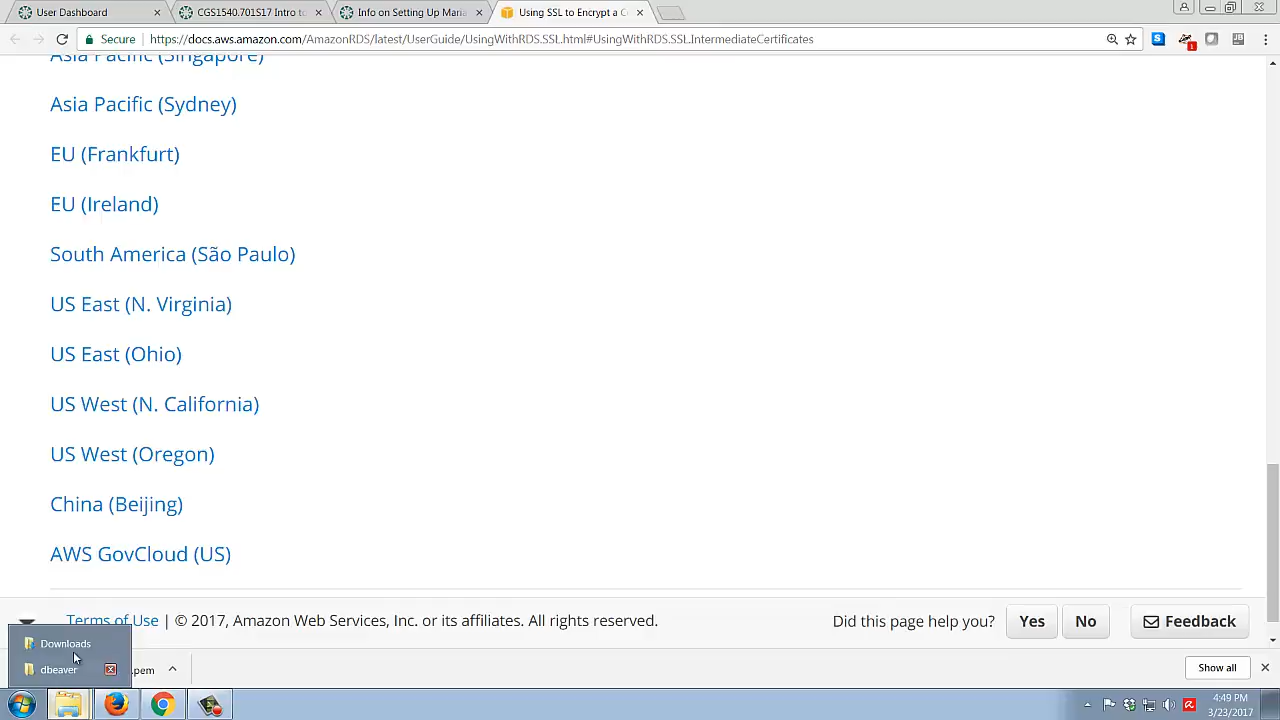 User Dashboard
CGS1540.701S17 Intro to
Info on Setting Up Maria
Using SSL to Encrypt a C
Secure
https://docs.aws.amazon.com/AmazonRDS/latest/UserGuide/UsingWithRDS.SSL.html#UsingWithRDS.SSL.IntermediateCertificates
1
Asia Pacific (Singapore)
Asia Pacific (Sydney)
EU (Frankfurt)
EU (Ireland)
South America (São Paulo)
US East (N. Virginia)
US East (Ohio)
US West (N. California)
US West (Oregon)
China (Beijing)
AWS GovCloud (US)
Terms of Use | © 2017, Amazon Web Services, Inc. or its affiliates. All rights reserved.
Did this page help you?
Yes
No
Feedback
Downloads
dbeaver
.pem
Show all
4:49 PM
3/23/2017